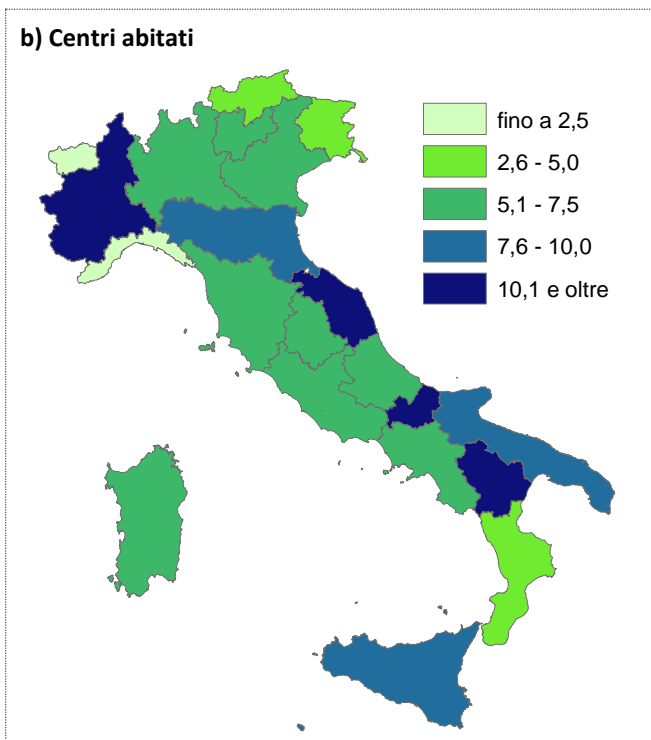 b) Centri abitati
fino a 2,5
2,6 - 5,0
5,1 - 7,5
7,6 - 10,0
10,1 e oltre